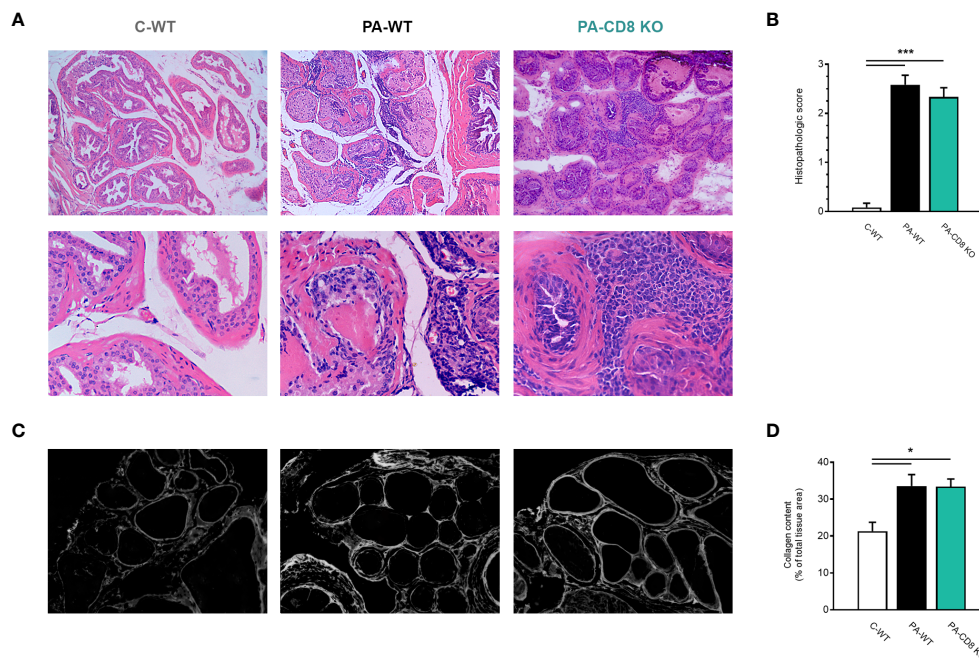 A
C-WT
PA-WT
PA-CD8 KO
B
***
Histopathologic score
3
2
1
0
C-WT
PA-WT
PA-CD8 KO
C
D
*
Collagen content
(% of total tissue area)
40
30
20
10
0
C-WT
PA-WT
PA-CD8 K